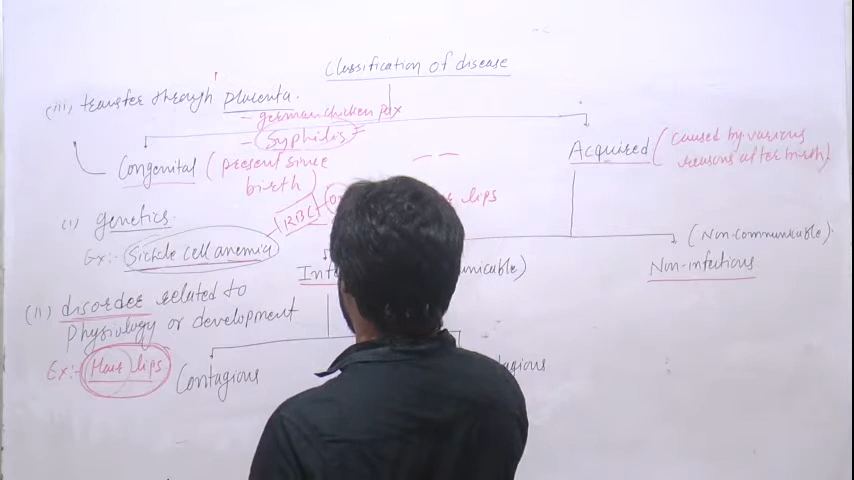 Classification of disease
(iii) transfer through placenta.
- german chicken pox
- Syphilis
Congenital (present since birth)
Acquired (caused by various
reasons after birth)
lips
RBC
(i) genetics.
Ex:- Sickle cell anemia
(Non-communicable)
Non-infectious
(ii) disorder related to
physiology or development
Ex:- Hare lips
Contagious